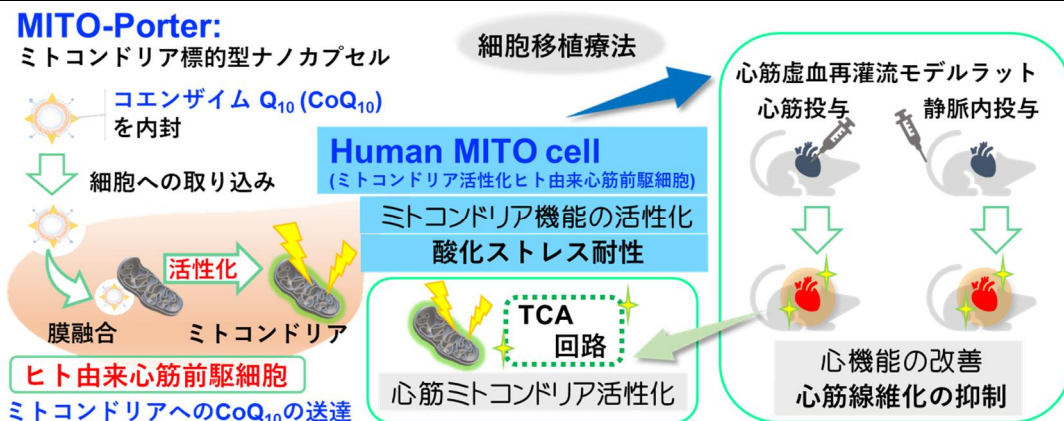 MITO-Porter:
ミトコンドリア標的型ナノカプセル
コエンザイム Q10 (CoQ10)
を内封
細胞への取り込み
活性化
膜融合
ミトコンドリア
ヒト由来心筋前駆細胞
ミトコンドリアへのCoQ10の送達
細胞移植療法
Human MITO cell
(ミトコンドリア活性化ヒト由来心筋前駆細胞)
ミトコンドリア機能の活性化
酸化ストレス耐性
TCA
回路
心筋ミトコンドリア活性化
心筋虚血再灌流モデルラット
心筋投与
静脈内投与
心機能の改善
心筋線維化の抑制